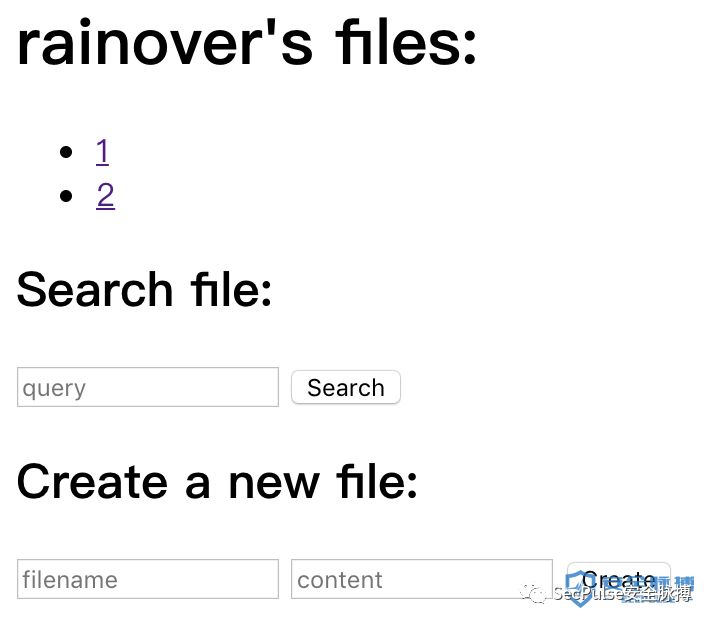 rainover's files:
1
2
Search file:
query Search
Create a new file:
filename content Create
SecPulse安全脉搏